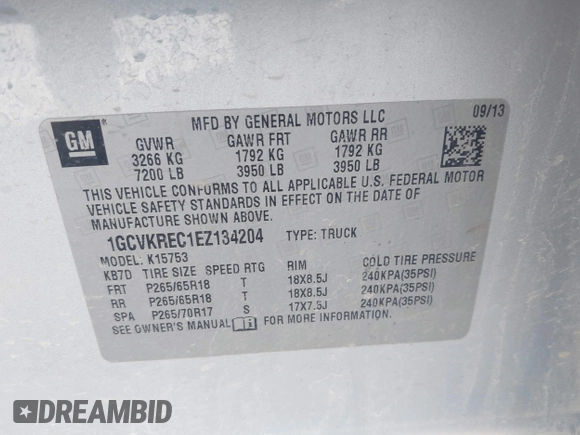 MFD BY GENERAL MOTORS LLC 09/13
GM
GVWR GAWR FRT GAWR RR
3266 KG 1792 KG 1792 KG
7200 LB 3950 LB 3950 LB
THIS VEHICLE CONFORMS TO ALL APPLICABLE U.S. FEDERAL MOTOR
VEHICLE SAFETY STANDARDS IN EFFECT ON THE DATE OF
MANUFACTURE SHOWN ABOVE.
1GCVKREC1EZ134204 TYPE: TRUCK
MODEL: K15753
KB7D TIRE SIZE SPEED RTG RIM COLD TIRE PRESSURE
FRT P265/65R18 T 18X8.5J 240KPA(35PSI)
RR P265/65R18 T 18X8.5J 240KPA(35PSI)
SPA P265/70R17 S 17X7.5J 240KPA(35PSI)
SEE OWNER'S MANUAL FOR MORE INFORMATION.
DREAMBID